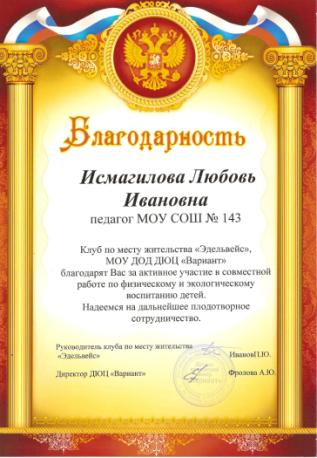 Благодарность
Исмагилова Любовь
Ивановна
педагог МОУ СОШ № 143
Клуб по месту жительства «Эдельвейс»,
МОУ ДОД ДЮЦ «Вариант»
благодарят Вас за активное участие в совместной
работе по физическому и экологическому
воспитанию детей.
Надеемся на дальнейшее плодотворное
сотрудничество.
Руководитель клуба по месту жительства
«Эдельвейс» ИвановП.Ю.
Директор ДЮЦ «Вариант» Фролова А.Ю.